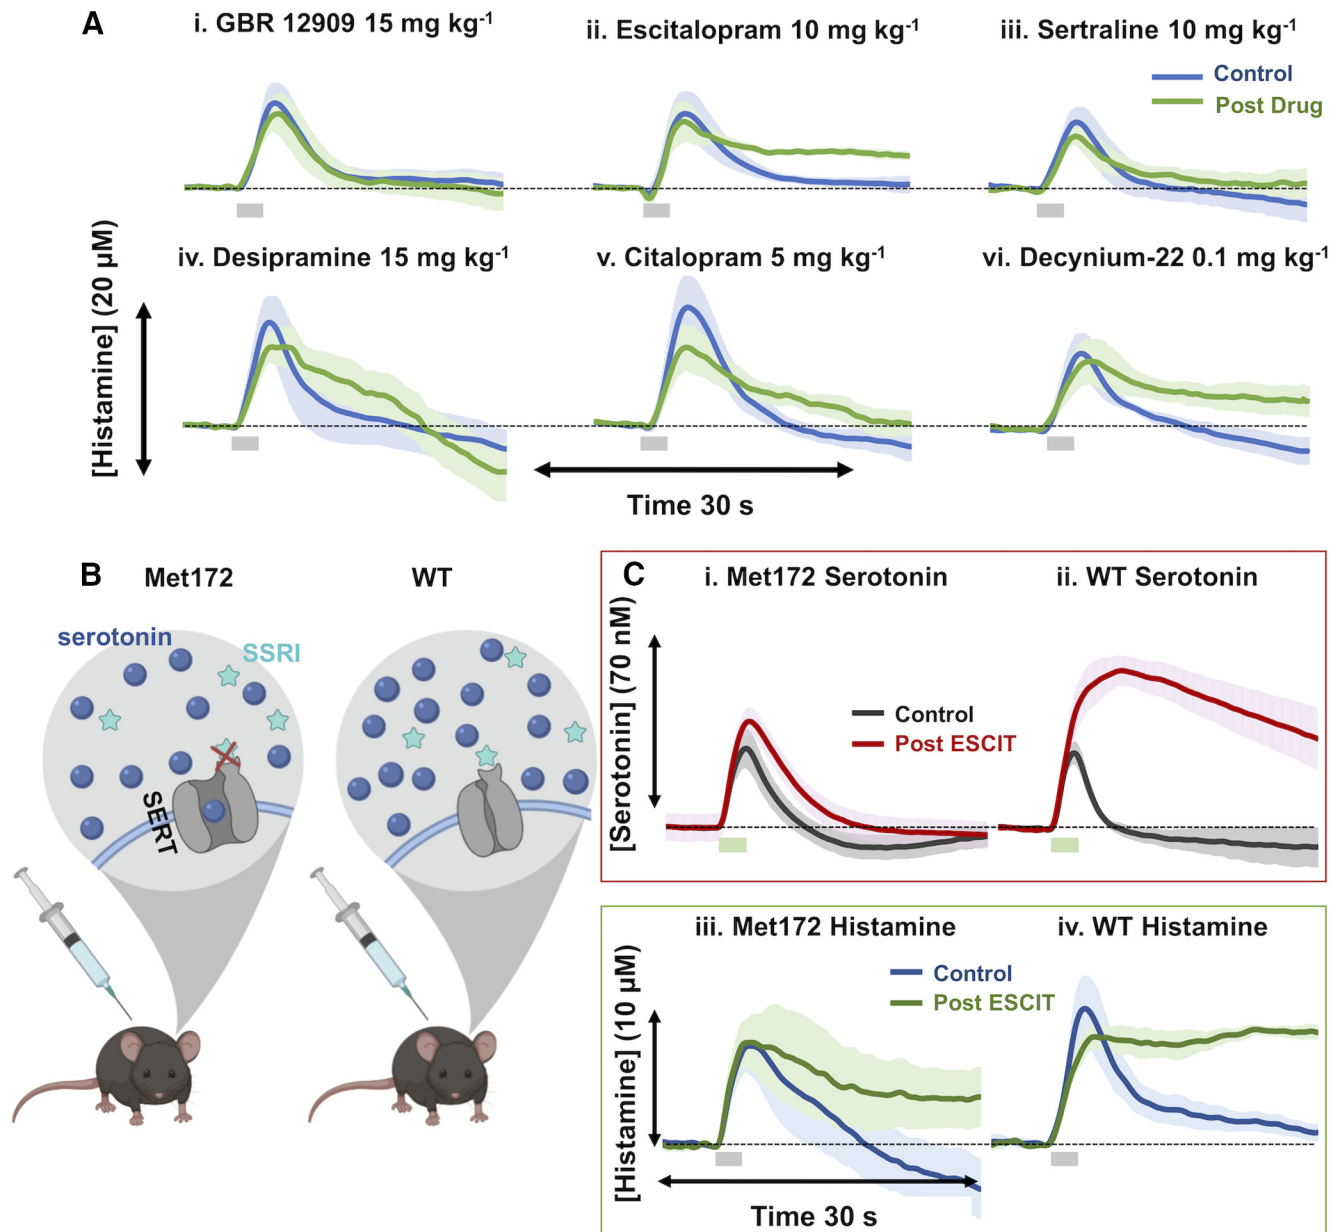 A
i. GBR 12909 15 mg kg-1
ii. Escitalopram 10 mg kg-1
iii. Sertraline 10 mg kg-1
Control
Post Drug
[Histamine] (20 µM)
iv. Desipramine 15 mg kg-1
v. Citalopram 5 mg kg-1
vi. Decynium-22 0.1 mg kg-1
Time 30 s
B
Met172
WT
serotonin
SSRI
SERT
C
i. Met172 Serotonin
ii. WT Serotonin
[Serotonin] (70 nM)
Control
Post ESCIT
iii. Met172 Histamine
iv. WT Histamine
[Histamine] (10 µM)
Control
Post ESCIT
Time 30 s